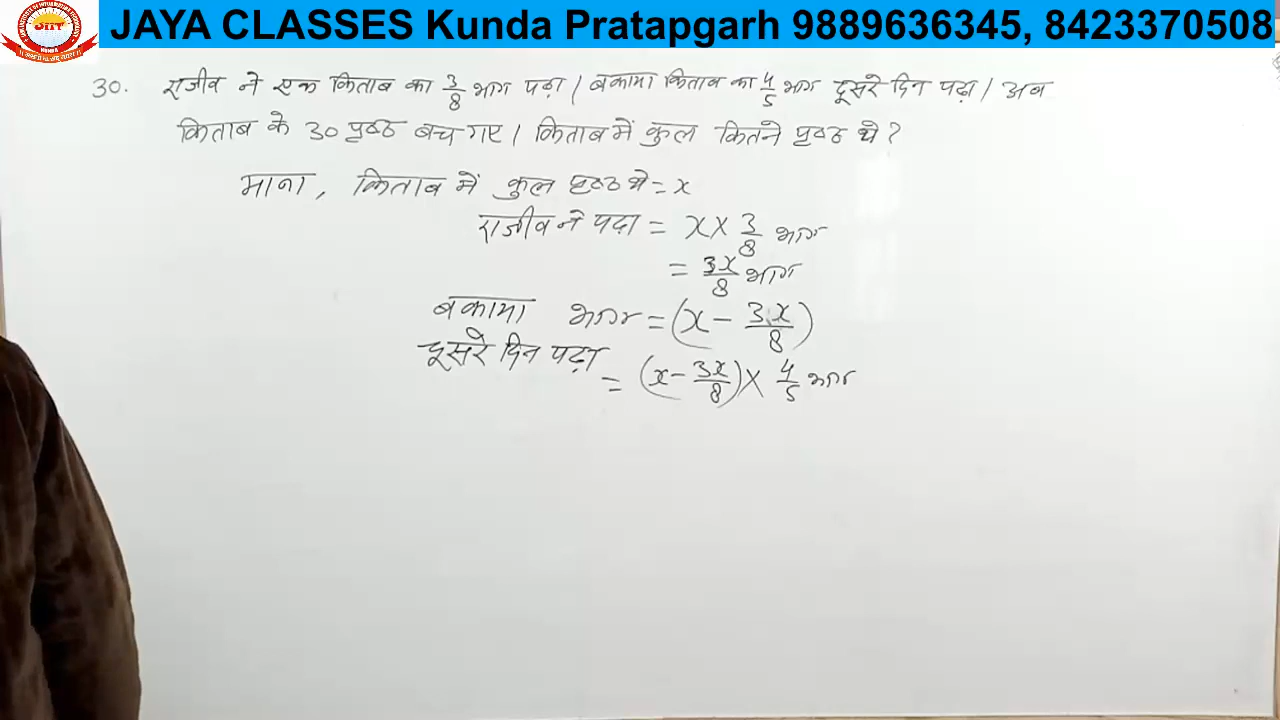 JAYA CLASSES Kunda Pratapgarh 9889636345, 8423370508
30. राजीव ने एक किताब का 3/8 भाग पढ़ा । बकाया किताब का 4/5 भाग दूसरे दिन पढ़ा । अब
किताब के 30 पृष्ठ बच गए । किताब में कुल कितने पृष्ठ थे ?
माना , किताब में कुल पृष्ठ थे = x
राजीव ने पढ़ा = x × 3/8 भाग
= 3x/8 भाग
बकाया भाग = (x - 3x/8)
दूसरे दिन पढ़ा
= (x - 3x/8) × 4/5 भाग